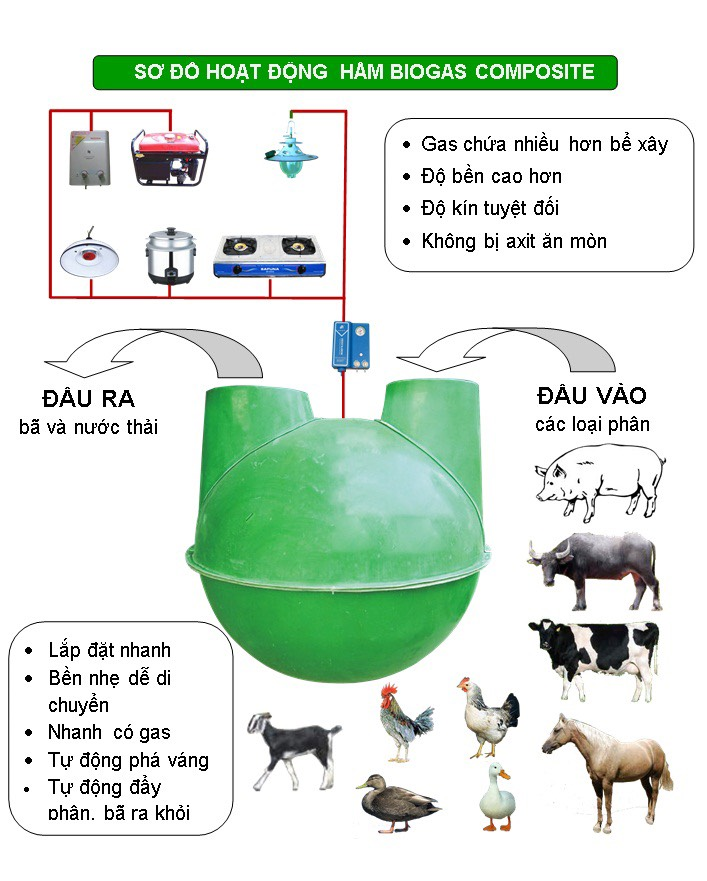 SƠ ĐỒ HOẠT ĐỘNG HẦM BIOGAS COMPOSITE
• Gas chứa nhiều hơn bể xây
• Độ bền cao hơn
• Độ kín tuyệt đối
• Không bị axit ăn mòn
ĐẦU RA
bã và nước thải
ĐẦU VÀO
các loại phân
• Lắp đặt nhanh
• Bền nhẹ dễ di
chuyển
• Nhanh có gas
• Tự động phá váng
• Tự động đẩy
phân, bã ra khỏi